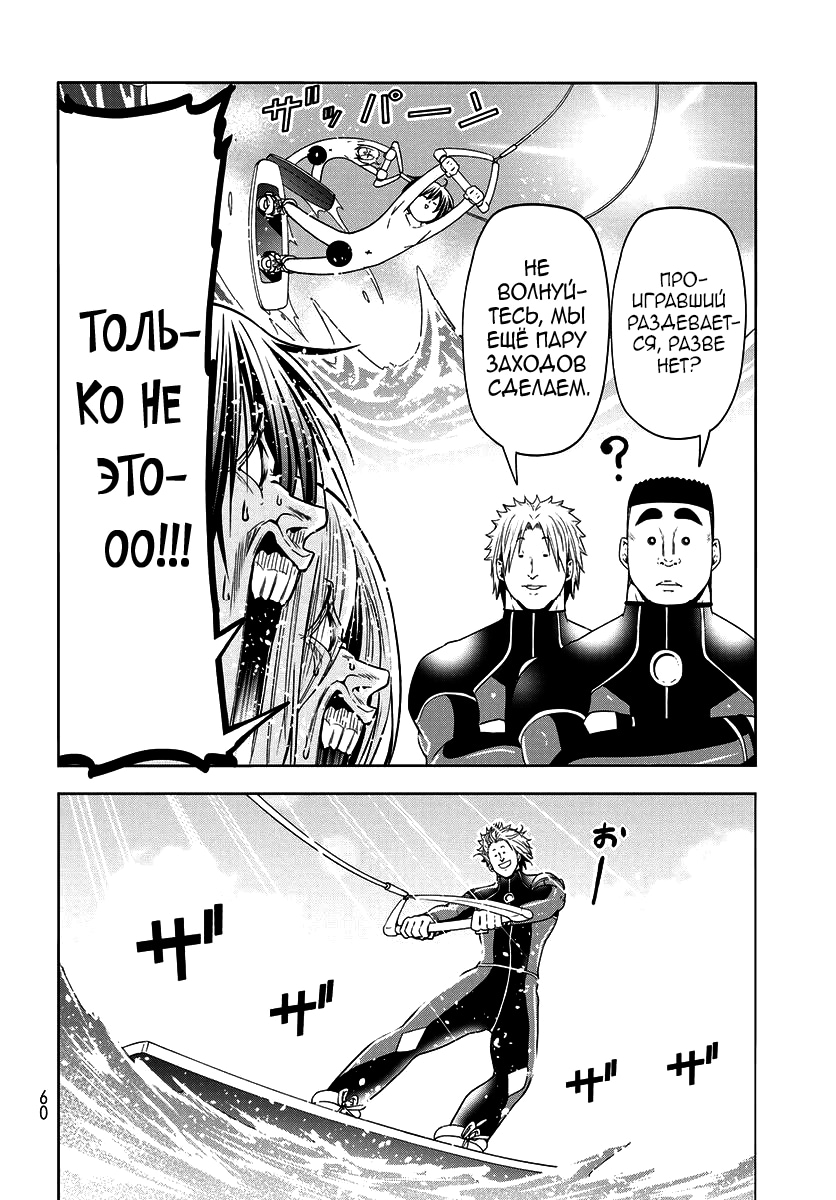 ザッパーン
ПРО-
ИГРАВШИЙ
РАЗДЕВАЕТ-
СЯ, РАЗВЕ
НЕТ?
НЕ
ВОЛНУЙ-
ТЕСЬ, МЫ
ЕЩЁ ПАРУ
ЗАХОДОВ
СДЕЛАЕМ.
?
ТОЛЬ-
КО НЕ
ЭТО-
ОО!!!
おー
ザ
ザ
ザ
ザ
60